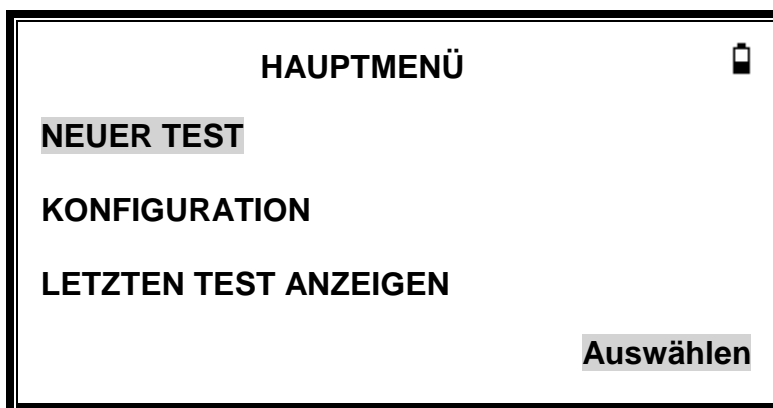 HAUPTMENÜ
NEUER TEST
KONFIGURATION
LETZTEN TEST ANZEIGEN
Auswählen